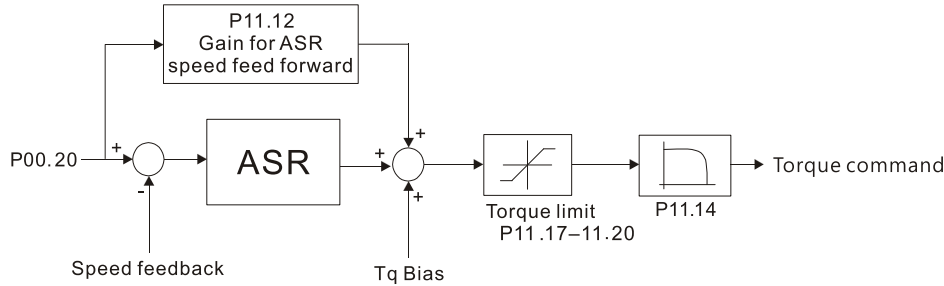 P11.12
Gain for ASR
speed feed forward
P00.20
+
-
ASR
+
+
+
Torque command
Torque limit
P11.17–11.20
P11.14
Speed feedback
Tq Bias